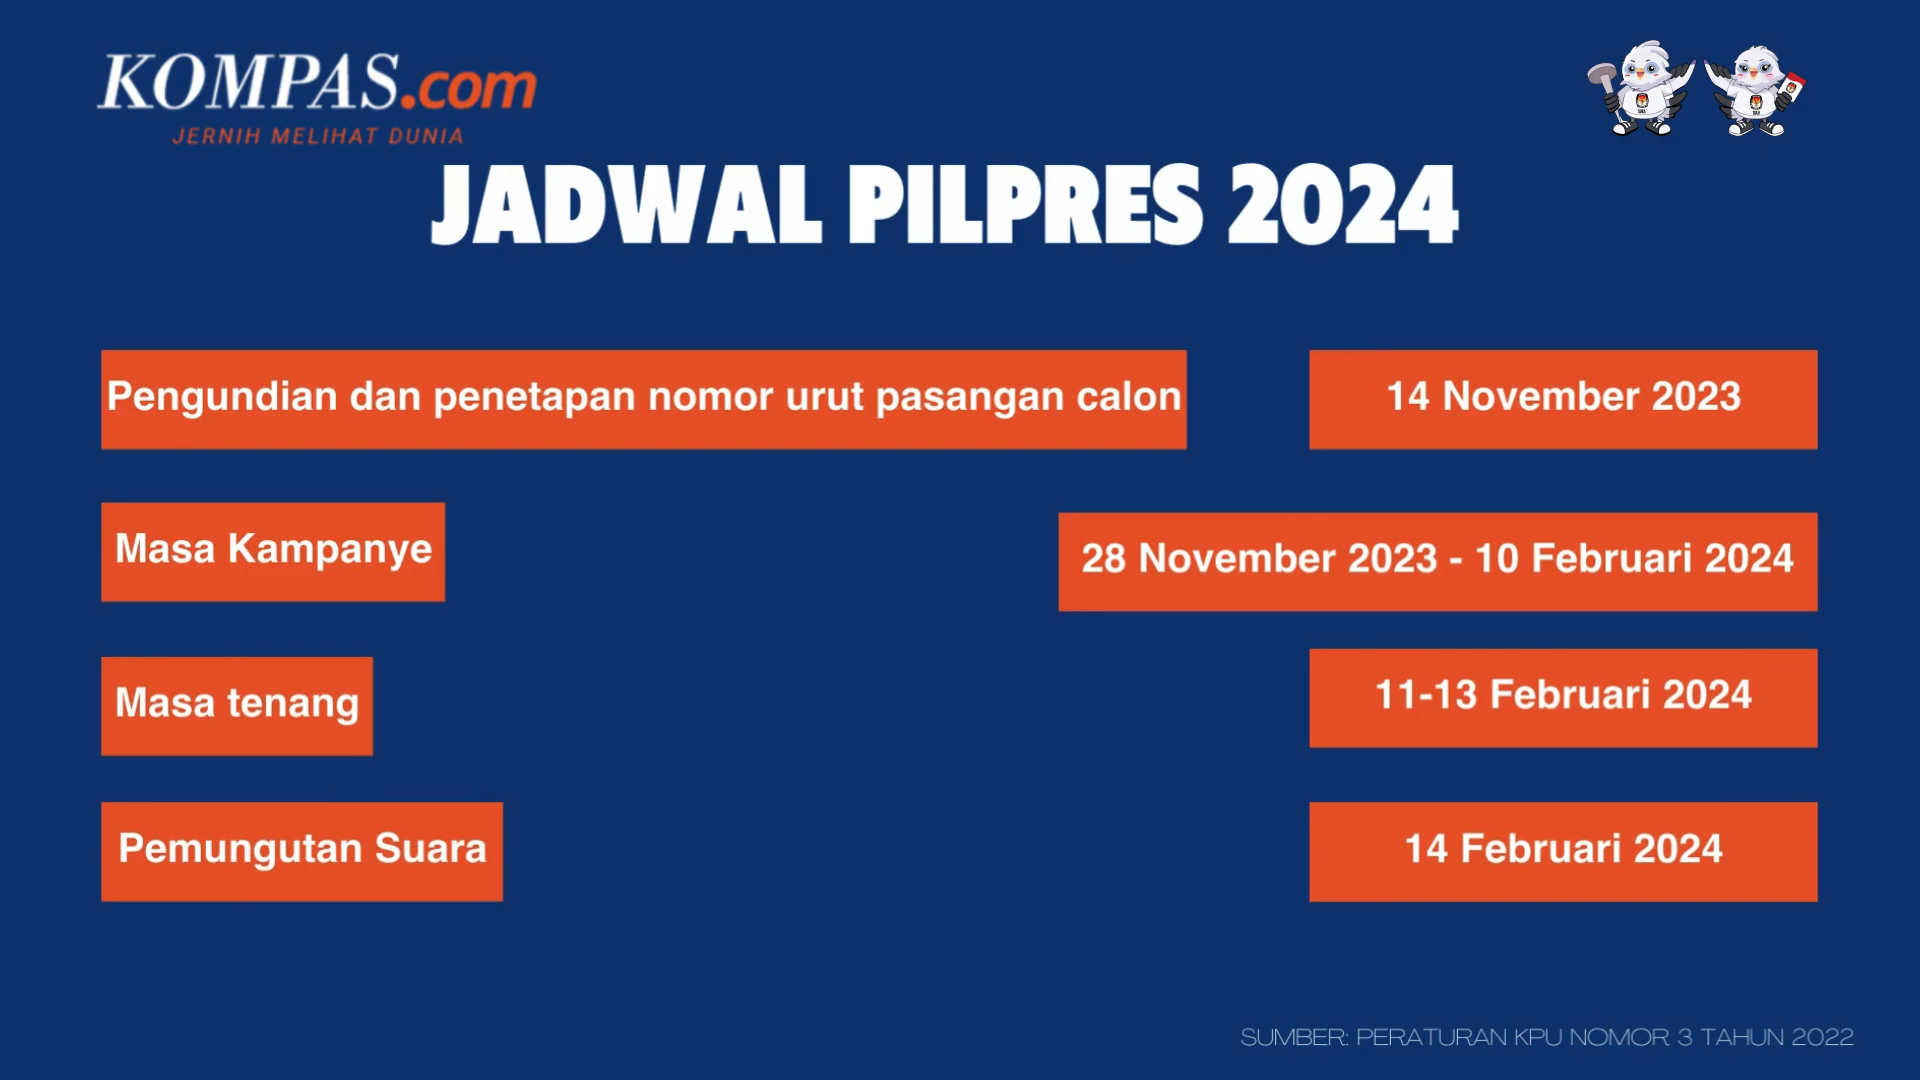 KOMPAS.com
JERNIH MELIHAT DUNIA
JADWAL PILPRES 2024
Pengundian dan penetapan nomor urut pasangan calon
14 November 2023
Masa Kampanye
28 November 2023 - 10 Februari 2024
Masa tenang
11-13 Februari 2024
Pemungutan Suara
14 Februari 2024
SUMBER: PERATURAN KPU NOMOR 3 TAHUN 2022